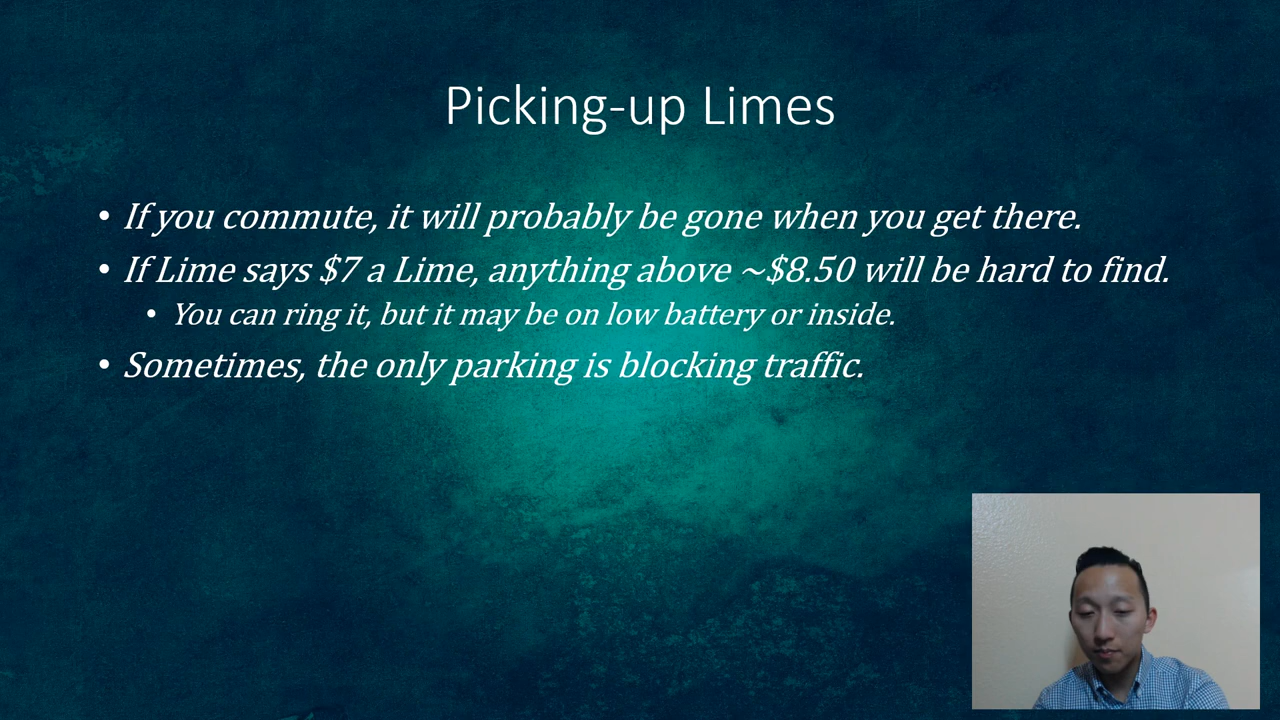 Picking-up Limes
• If you commute, it will probably be gone when you get there.
• If Lime says $7 a Lime, anything above ~$8.50 will be hard to find.
• You can ring it, but it may be on low battery or inside.
• Sometimes, the only parking is blocking traffic.